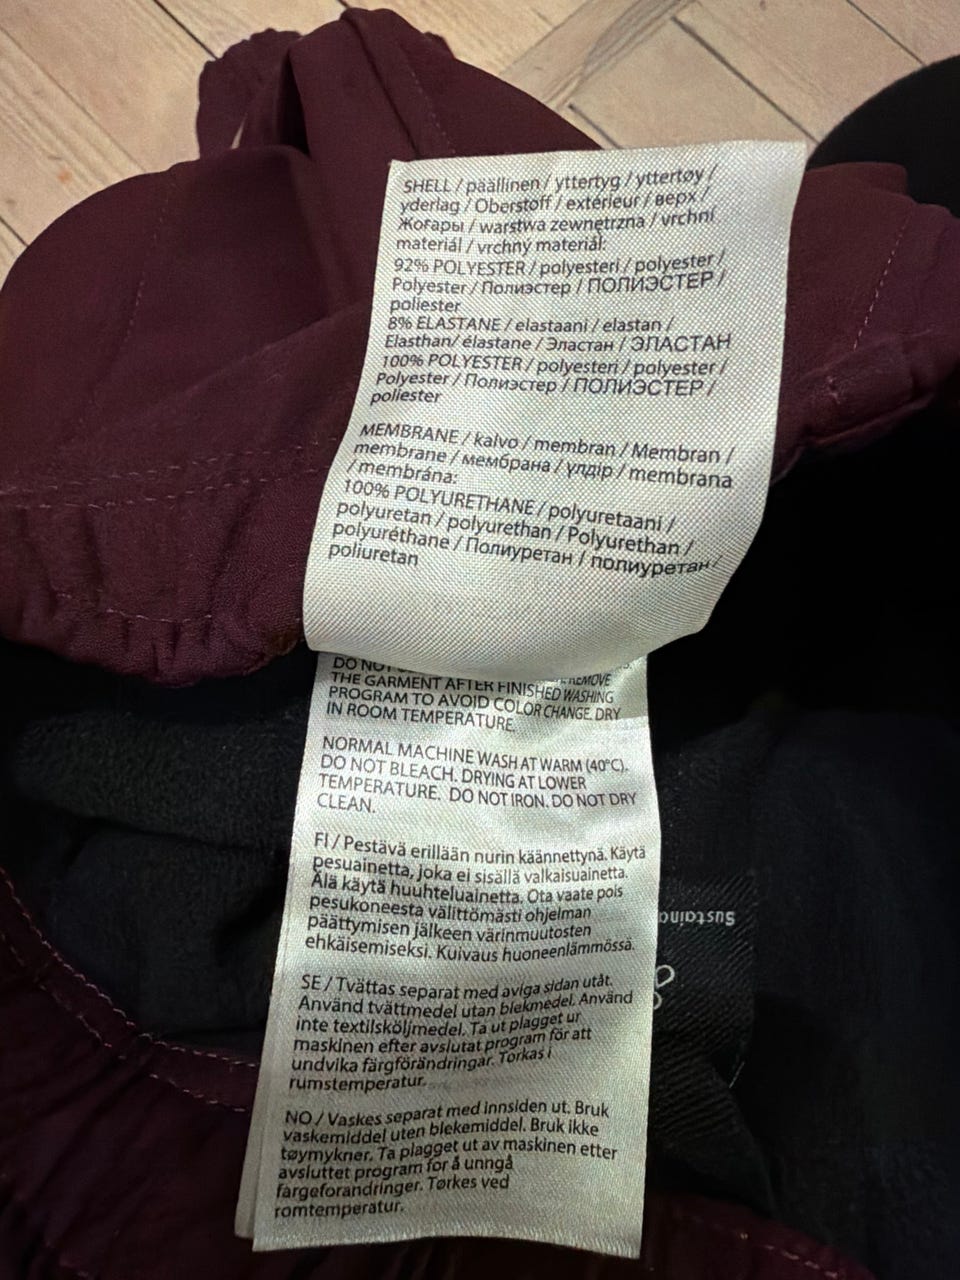 SHELL / päällinen / yttertyg / yttertøy /
yderlag / Oberstoff / extérieur / верх /
Жоғары / warstwa zewnętrzna / vrchní
materiál / vrchný materiál:
92% POLYESTER / polyesteri / polyester /
Polyester / Полиэстер / ПОЛИЭСТЕР /
poliester
8% ELASTANE / elastaani / elastan /
Elasthan/ élastane / Эластан / ЭЛАСТАН
100% POLYESTER / polyesteri / polyester /
Polyester / Полиэстер / ПОЛИЭСТЕР /
poliester
MEMBRANE / kalvo / membran / Membran /
membrane / мембрана / үлдір / membrana
/ membrána:
100% POLYURETHANE / polyuretaani /
polyuretan / polyurethan / Polyurethan /
polyuréthane / Полиуретан / полиуретан /
poliuretan
DO NOT REMOVE
THE GARMENT AFTER FINISHED WASHING
PROGRAM TO AVOID COLOR CHANGE. DRY
IN ROOM TEMPERATURE.
NORMAL MACHINE WASH AT WARM (40°C).
DO NOT BLEACH. DRYING AT LOWER
TEMPERATURE. DO NOT IRON. DO NOT DRY
CLEAN.
FI / Pestävä erillään nurin käännettynä. Käytä
pesuainetta, joka ei sisällä valkaisuainetta.
Älä käytä huuhteluainetta. Ota vaate pois
pesukoneesta välittömästi ohjelman
päättymisen jälkeen värinmuutosten
ehkäisemiseksi. Kuivaus huoneenlämmössä.
SE / Tvättas separat med aviga sidan utåt.
Använd tvättmedel utan blekmedel. Använd
inte textilsköljmedel. Ta ut plagget ur
maskinen efter avslutat program för att
undvika färgförändringar. Torkas i
rumstemperatur.
NO / Vaskes separat med innsiden ut. Bruk
vaskemiddel uten blekemiddel. Bruk ikke
tøymykner. Ta plagget ut av maskinen etter
avsluttet program for å unngå
fargeforandringer. Tørkes ved
romtemperatur.